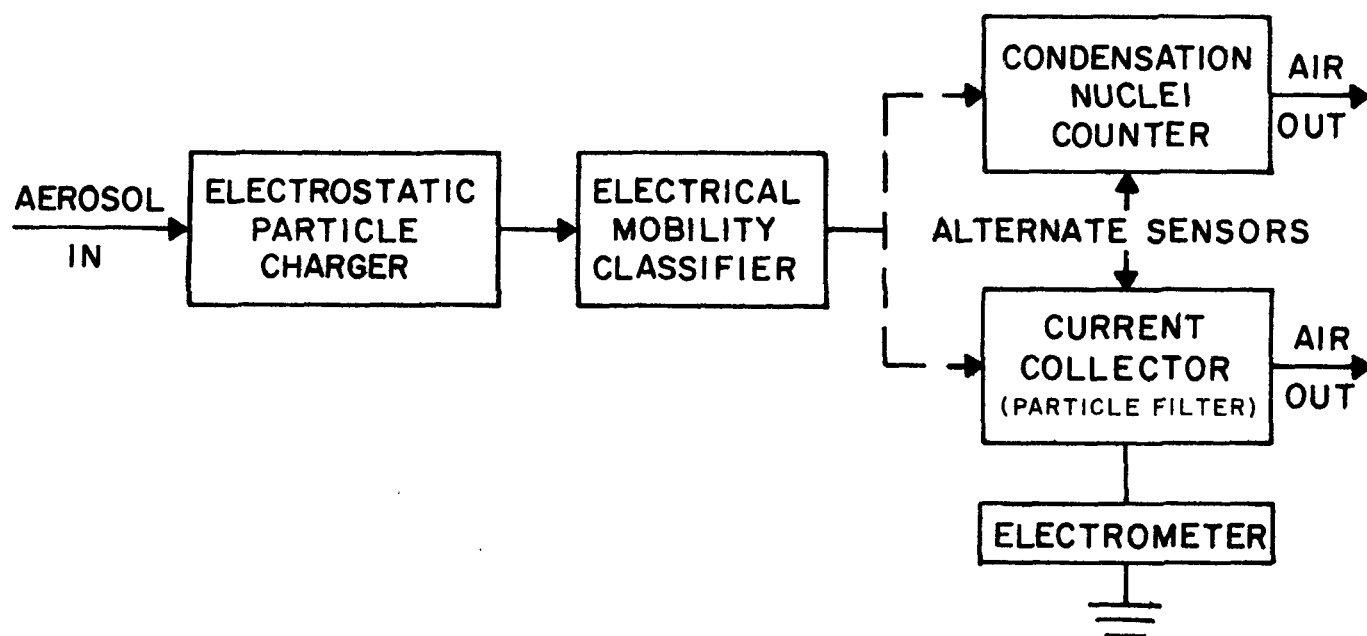 AEROSOL
IN
ELECTROSTATIC
PARTICLE
CHARGER
ELECTRICAL
MOBILITY
CLASSIFIER
CONDENSATION
NUCLEI
COUNTER
AIR
OUT
ALTERNATE SENSORS
CURRENT
COLLECTOR
(PARTICLE FILTER)
AIR
OUT
ELECTROMETER